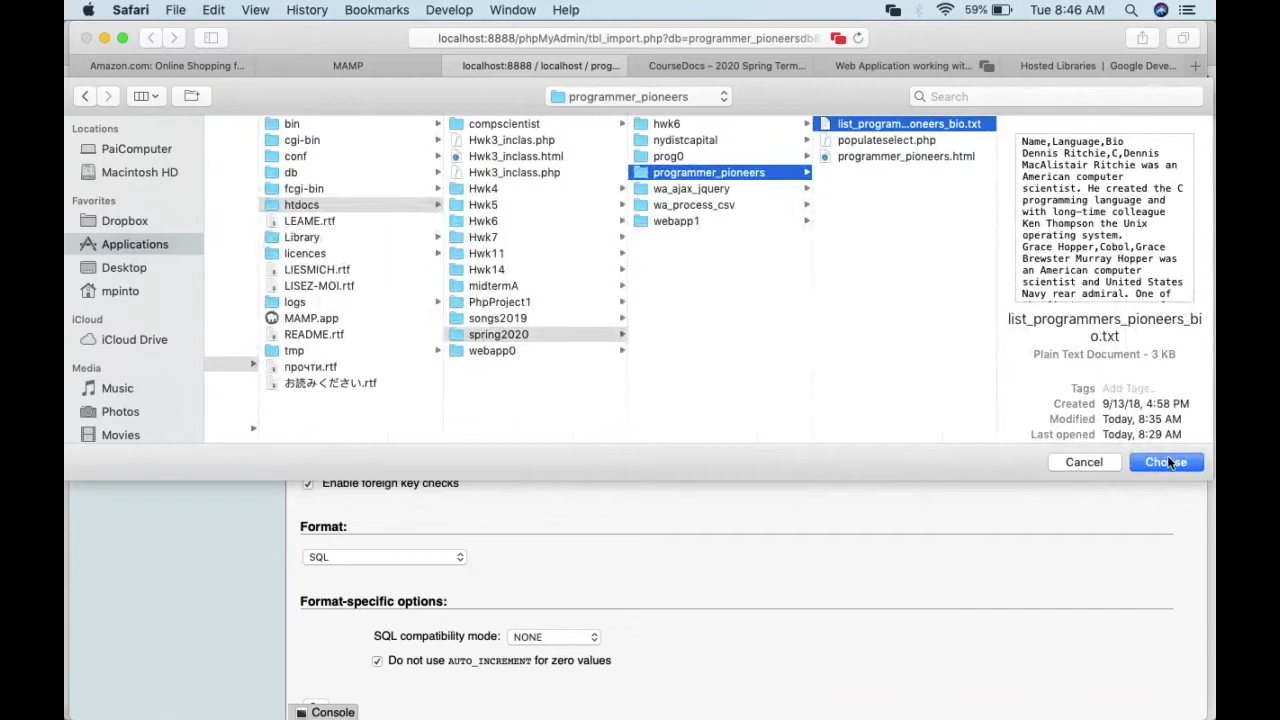 Safari File Edit View History Bookmarks Develop Window Help 59% Tue 8:46 AM
localhost:8888/phpMyAdmin/tbl_import.php?db=programmer_pioneersdb&
Amazon.com: Online Shopping f... MAMP localhost:8888 / localhost / prog... CourseDocs – 2020 Spring Term... Web Application working wit... Hosted Libraries | Google Deve...
programmer_pioneers Search
Locations
PaiComputer
Macintosh HD
Favorites
Dropbox
Applications
Desktop
mpinto
iCloud
iCloud Drive
Media
Music
Photos
Movies
bin
cgi-bin
conf
db
fcgi-bin
htdocs
LEAME.rtf
Library
licences
LIESMICH.rtf
LISEZ-MOI.rtf
logs
MAMP.app
README.rtf
tmp
прочти.rtf
お読みください.rtf
compscientist
Hwk3_inclas.php
Hwk3_inclass.html
Hwk3_inclass.php
Hwk4
Hwk5
Hwk6
Hwk7
Hwk11
Hwk14
midtermA
PhpProject1
songs2019
spring2020
webapp0
hwk6
nydistcapital
prog0
programmer_pioneers
wa_ajax_jquery
wa_process_csv
webapp1
list_program...oneers_bio.txt
populateselect.php
programmer_pioneers.html
Name,Language,Bio
Dennis Ritchie,C,Dennis
MacAlistair Ritchie was an
American computer
scientist. He created the C
programming language and
with long-time colleague
Ken Thompson the Unix
operating system.
Grace Hopper,Cobol,Grace
Brewster Murray Hopper was
an American computer
scientist and United States
Navy rear admiral. One of
list_programmers_pioneers_bi
o.txt
Plain Text Document - 3 KB
Tags Add Tags...
Created 9/13/18, 4:58 PM
Modified Today, 8:35 AM
Last opened Today, 8:29 AM
Cancel Choose
Enable foreign key checks
Format:
SQL
Format-specific options:
SQL compatibility mode: NONE
Do not use AUTO_INCREMENT for zero values
Console